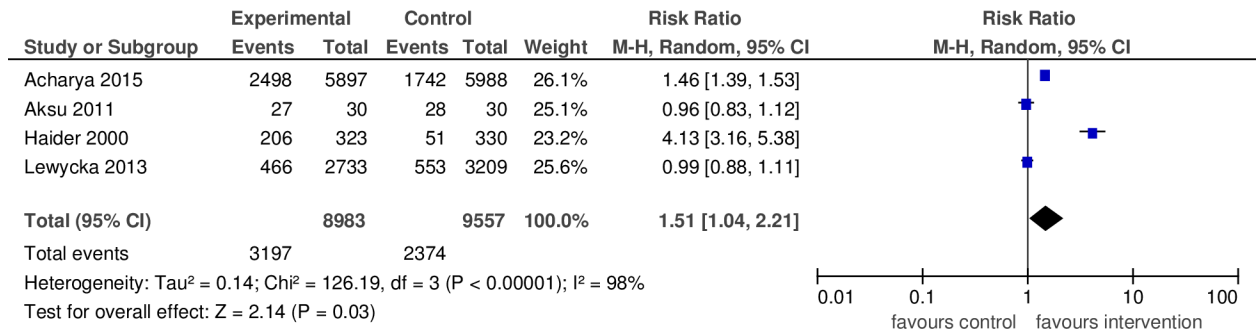 Experimental Control Risk Ratio Risk Ratio
Study or Subgroup Events Total Events Total Weight M-H, Random, 95% CI M-H, Random, 95% CI
Acharya 2015 2498 5897 1742 5988 26.1% 1.46 [1.39, 1.53]
Aksu 2011 27 30 28 30 25.1% 0.96 [0.83, 1.12]
Haider 2000 206 323 51 330 23.2% 4.13 [3.16, 5.38]
Lewycka 2013 466 2733 553 3209 25.6% 0.99 [0.88, 1.11]
Total (95% CI) 8983 9557 100.0% 1.51 [1.04, 2.21]
Total events 3197 2374
Heterogeneity: Tau² = 0.14; Chi² = 126.19, df = 3 (P < 0.00001); I² = 98%
Test for overall effect: Z = 2.14 (P = 0.03)
0.01 0.1 1 10 100
favours control favours intervention